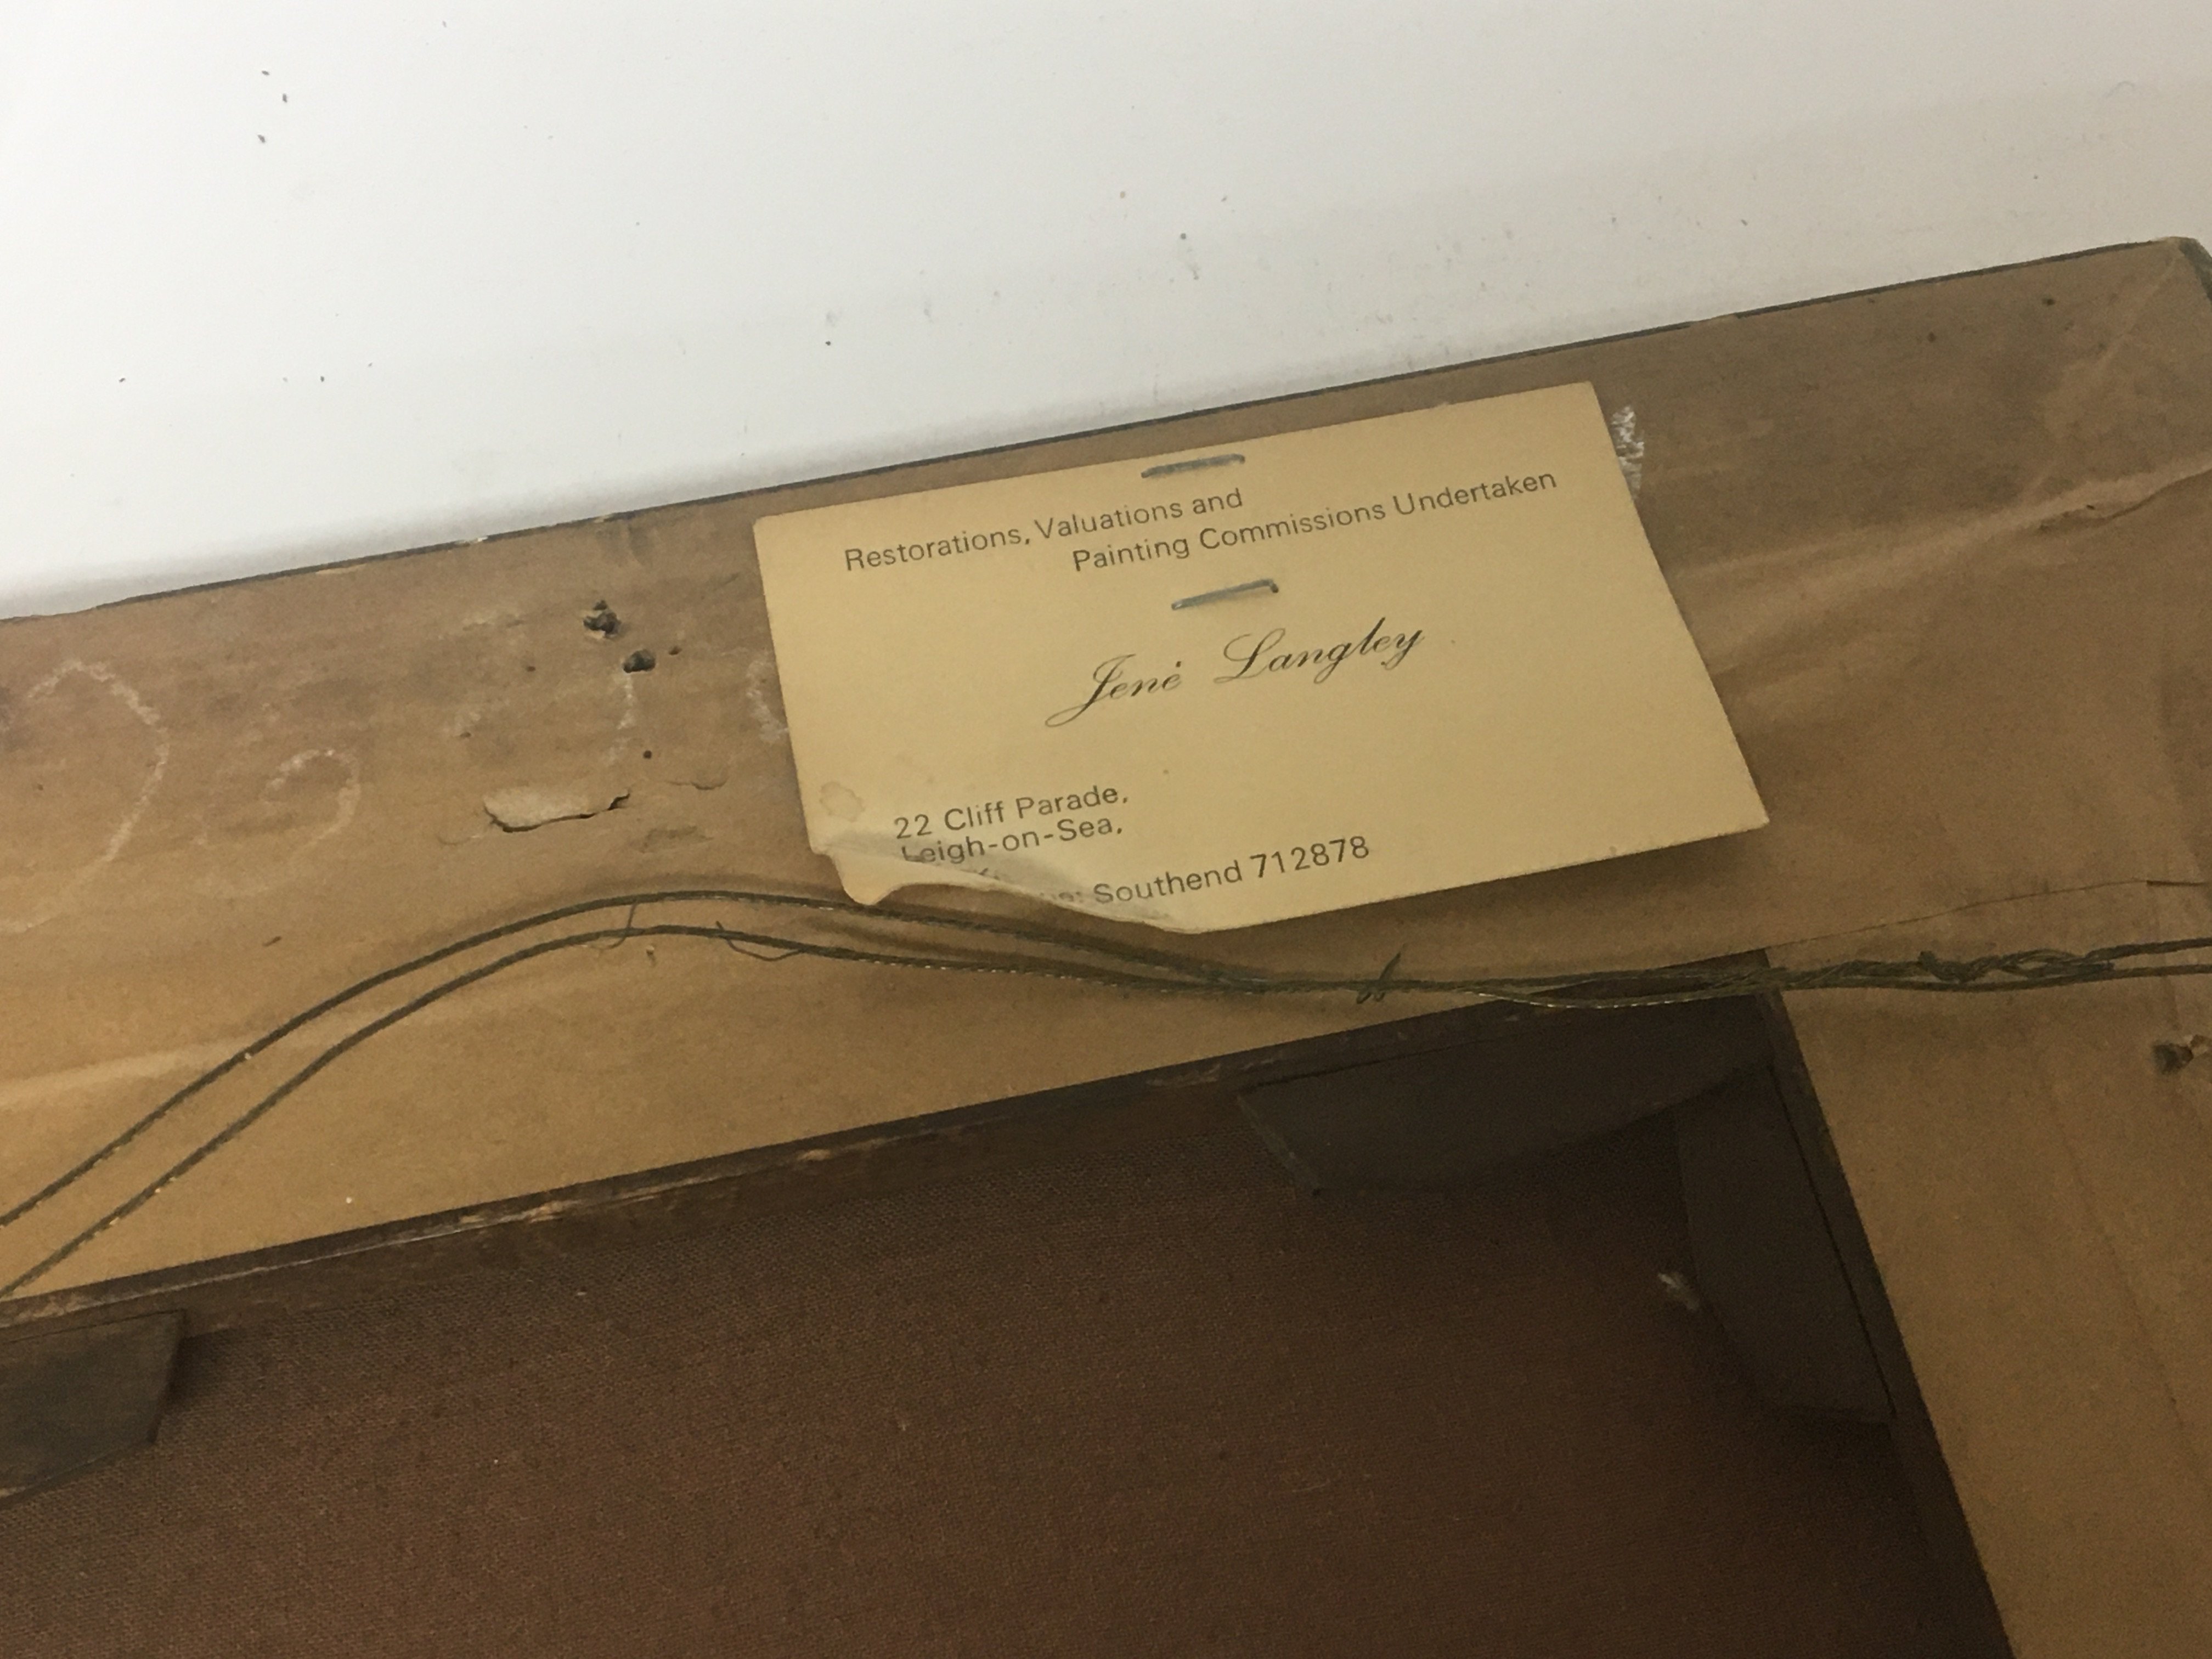 Restorations, Valuations and
Painting Commissions Undertaken
Jené Langley
22 Cliff Parade,
Leigh-on-Sea,
Southend 712878